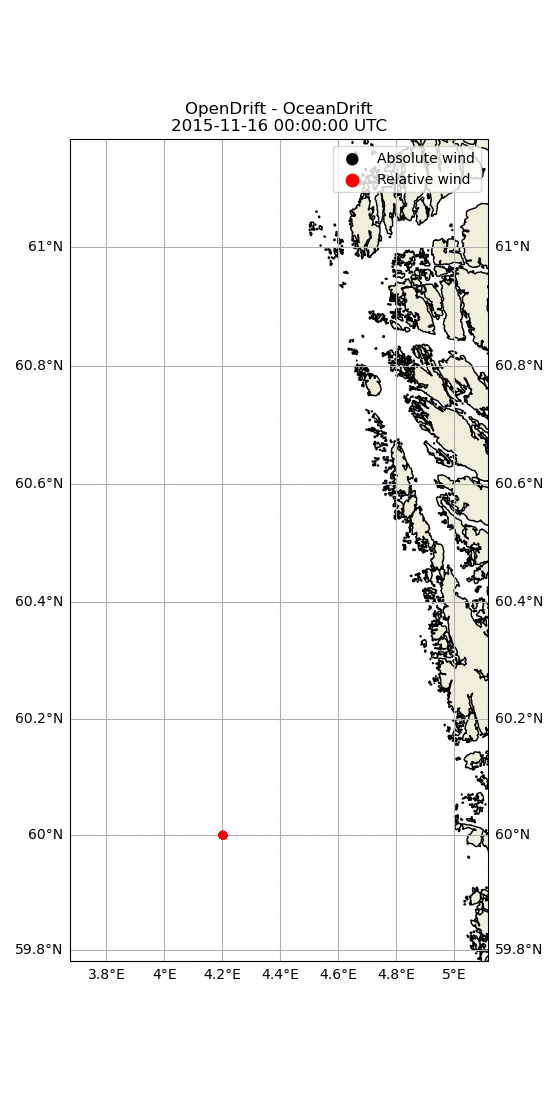 OpenDrift - OceanDrift
2015-11-16 00:00:00 UTC
Absolute wind
Relative wind
61°N 61°N
60.8°N 60.8°N
60.6°N 60.6°N
60.4°N 60.4°N
60.2°N 60.2°N
60°N 60°N
59.8°N 59.8°N
3.8°E 4°E 4.2°E 4.4°E 4.6°E 4.8°E 5°E